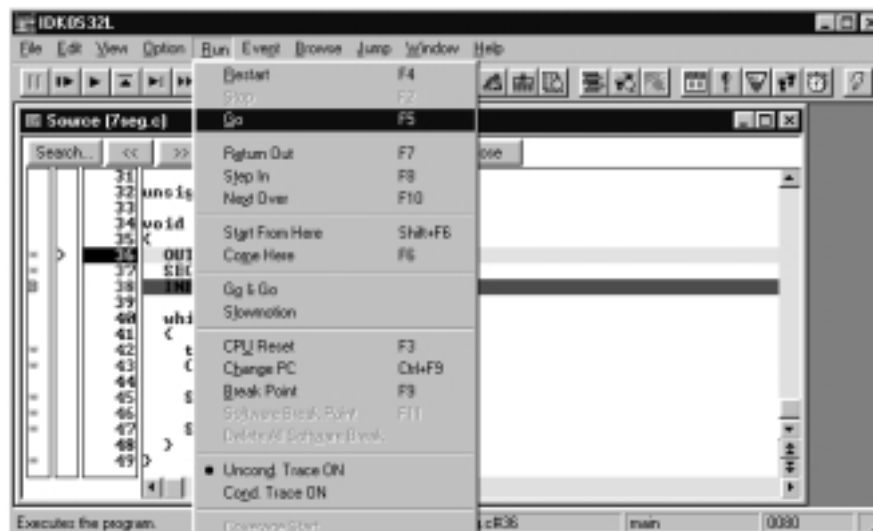 IDK0S32L
File Edit View Option Run Event Browse Jump Window Help
Restart F4
Stop F2
Source (7seg.c)
Go F5
Search... << >>
Return Out F7
Step In F8
Next Over F10
Start From Here Shift+F6
Come Here F6
Go & Go
Slowmotion
CPU Reset F3
Change PC Ctrl+F9
Break Point F9
Software Break Point F11
Delete All Software Break
Uncond. Trace ON
Cond. Trace ON
Coverage Start
31
32 unsig
33
34 void
35 {
36 OUT
37
38
39
40 whi
41 {
42 t
43 C
44
45 S
46
47 S
48 }
49 }
Executes the program. main 0080